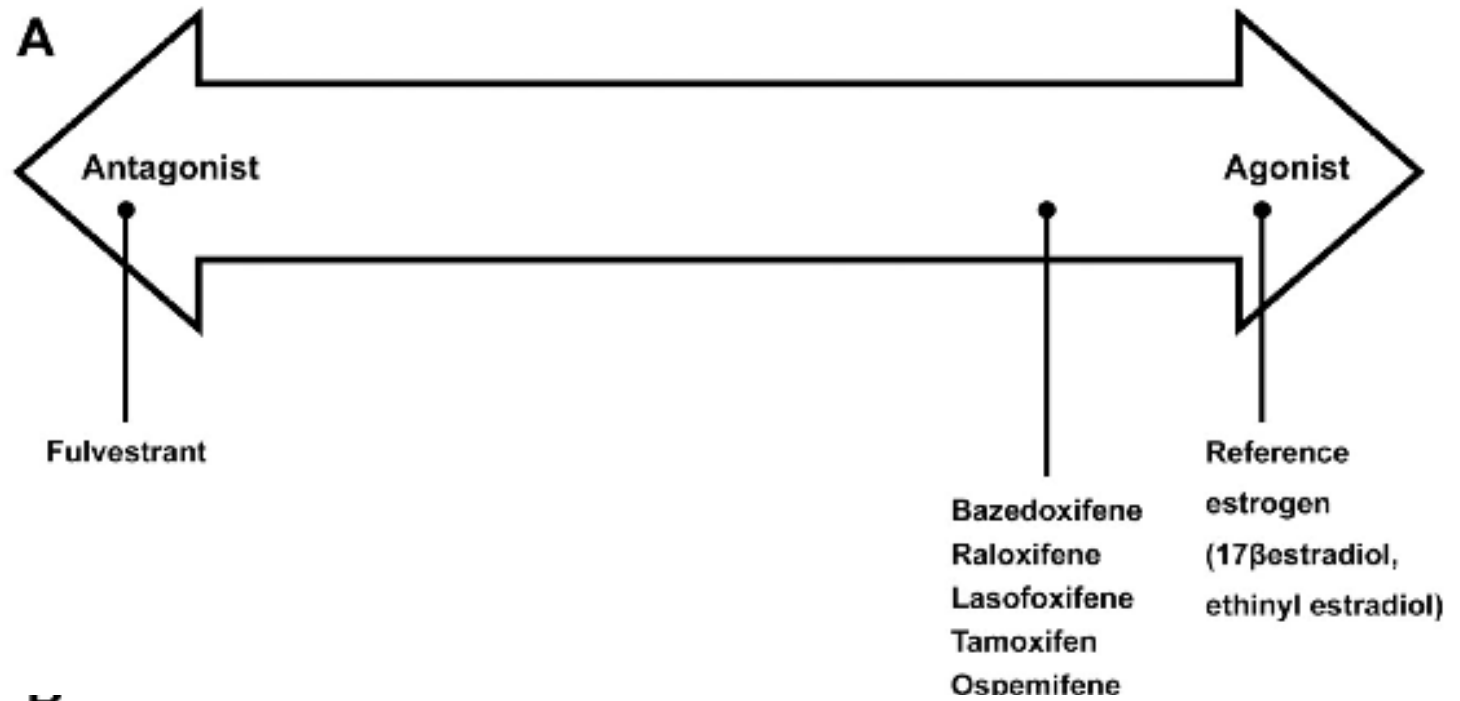 A
Antagonist
Agonist
Fulvestrant
Bazedoxifene
Raloxifene
Lasofoxifene
Tamoxifen
Ospemifene
Reference
estrogen
(17βestradiol,
ethinyl estradiol)